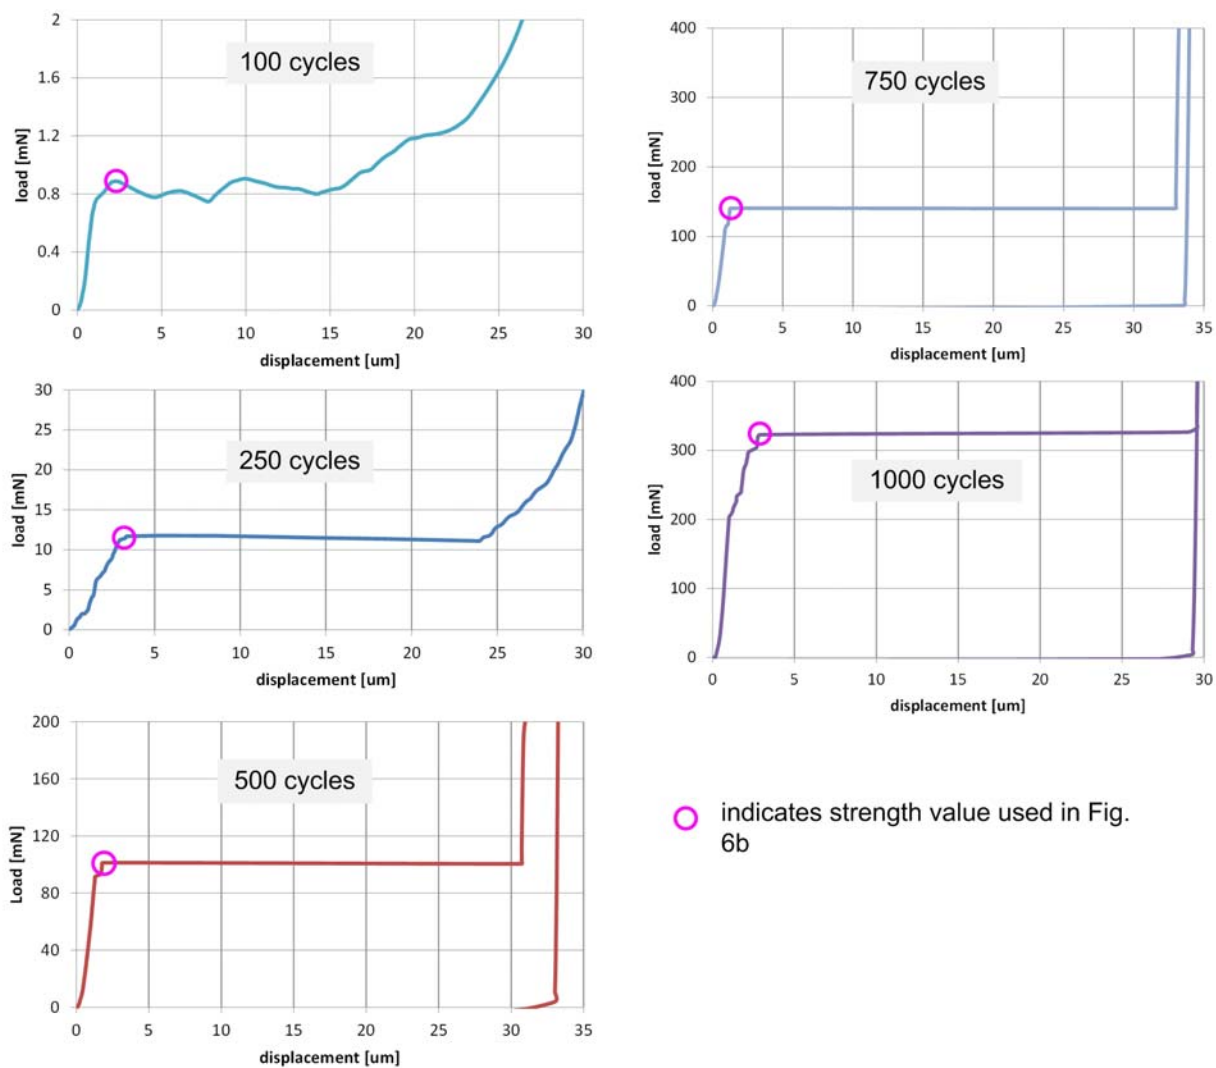 2
1.6
1.2
0.8
0.4
0
load [mN]
100 cycles
0 5 10 15 20 25 30
displacement [um]
400
300
200
100
0
load [mN]
750 cycles
0 5 10 15 20 25 30 35
displacement [um]
30
25
20
15
10
5
0
load [mN]
250 cycles
0 5 10 15 20 25 30
displacement [um]
400
300
200
100
0
load [mN]
1000 cycles
0 5 10 15 20 25 30
displacement [um]
200
160
120
80
40
0
Load [mN]
500 cycles
0 5 10 15 20 25 30 35
displacement [um]
indicates strength value used in Fig.
6b